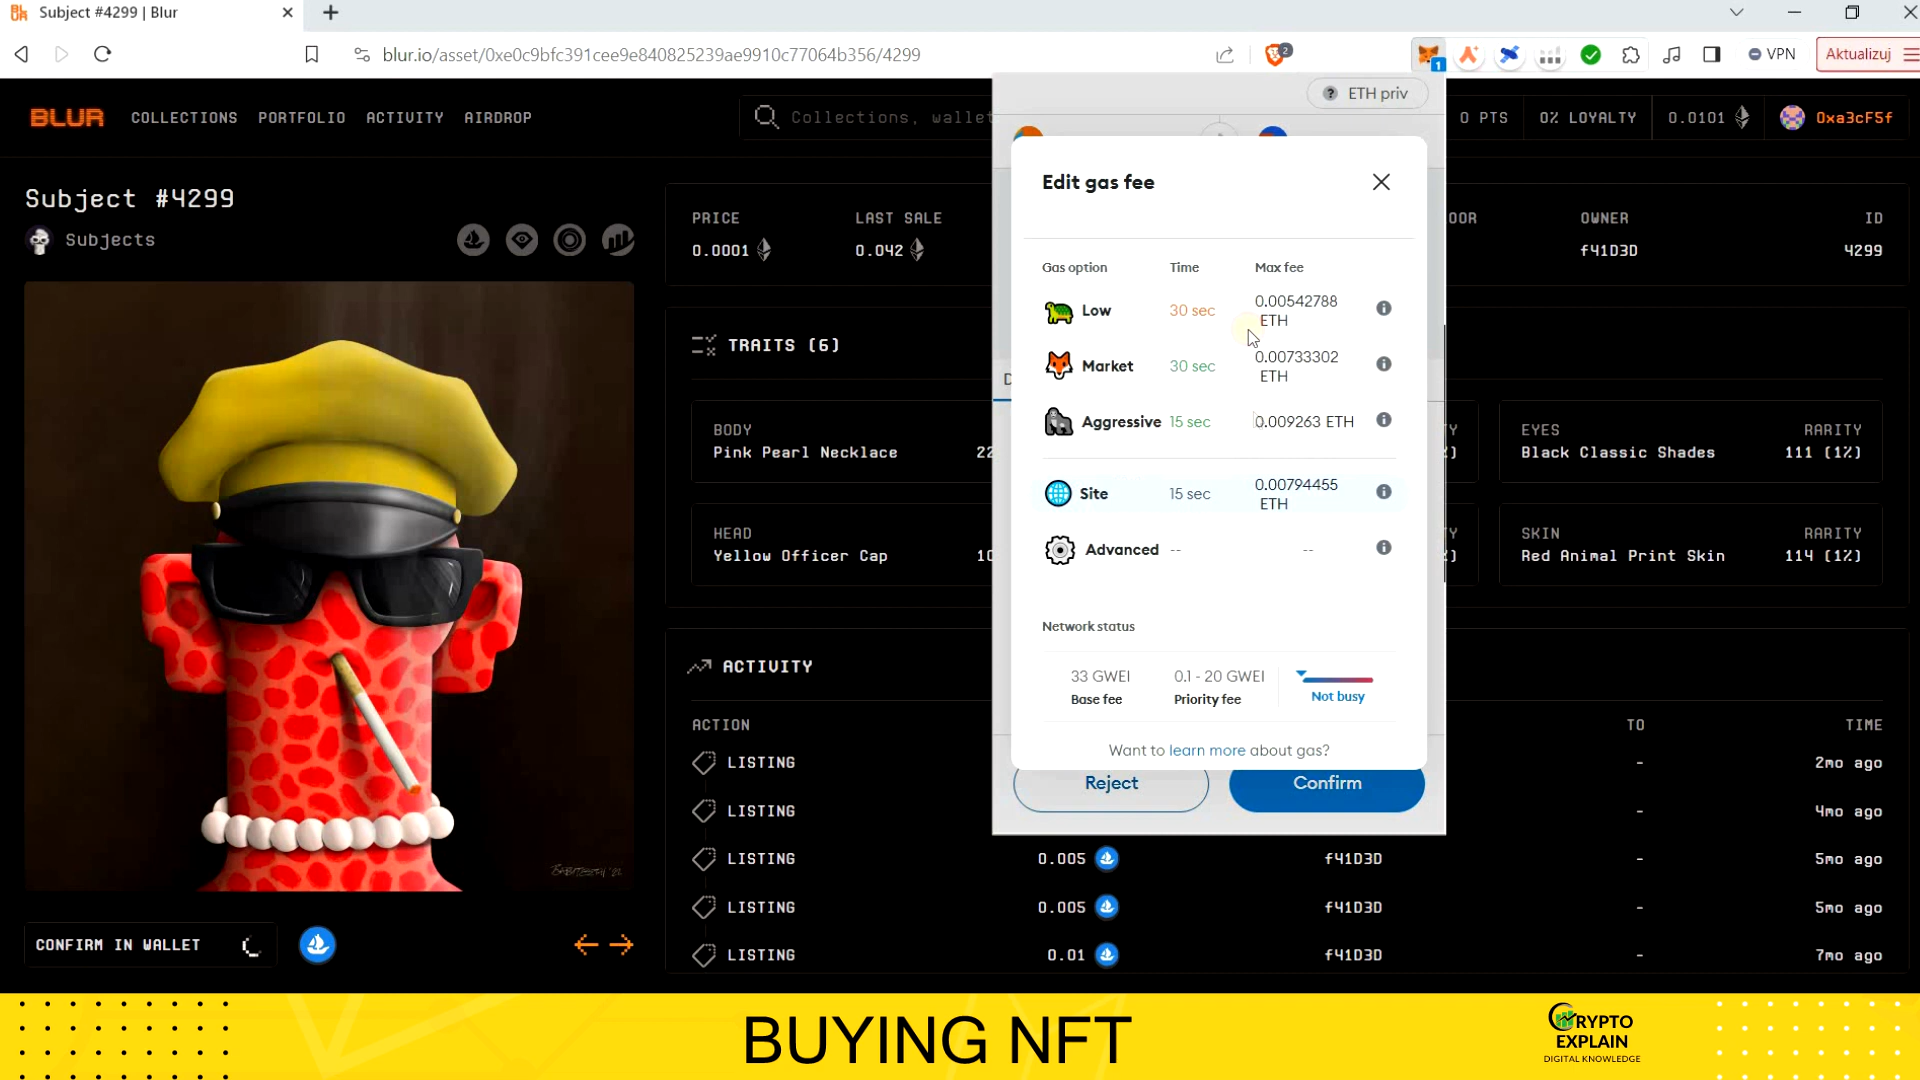 Subject #4299 | Blur
blur.io/asset/0xe0c9bfc391cee9e840825239ae9910c77064b356/4299
2
1
VPN
Aktualizuj
BLUR
COLLECTIONS PORTFOLIO ACTIVITY AIRDROP
Collections, wallet
ETH priv
0 PTS
0% LOYALTY
0.0101
0xa3cF5f
Subject #4299
Subjects
PRICE
0.0001
LAST SALE
0.042
OOR
OWNER
f41D3D
ID
4299
TRAITS (6)
BODY
Pink Pearl Necklace
22
EYES RARITY
Black Classic Shades 111 (1%)
HEAD
Yellow Officer Cap
10
SKIN RARITY
Red Animal Print Skin 114 (1%)
Edit gas fee
Gas option Time Max fee
Low 30 sec 0.00542788 ETH
Market 30 sec 0.00733302 ETH
Aggressive 15 sec 0.009263 ETH
Site 15 sec 0.00794455 ETH
Advanced -- --
Network status
33 GWEI
Base fee
0.1 - 20 GWEI
Priority fee
Not busy
Want to learn more about gas?
Reject
Confirm
ACTIVITY
ACTION TO TIME
LISTING - 2mo ago
LISTING - 4mo ago
LISTING 0.005 f41D3D - 5mo ago
LISTING 0.005 f41D3D - 5mo ago
LISTING 0.01 f41D3D - 7mo ago
CONFIRM IN WALLET
BUYING NFT
CRYPTO
EXPLAIN
DIGITAL KNOWLEDGE